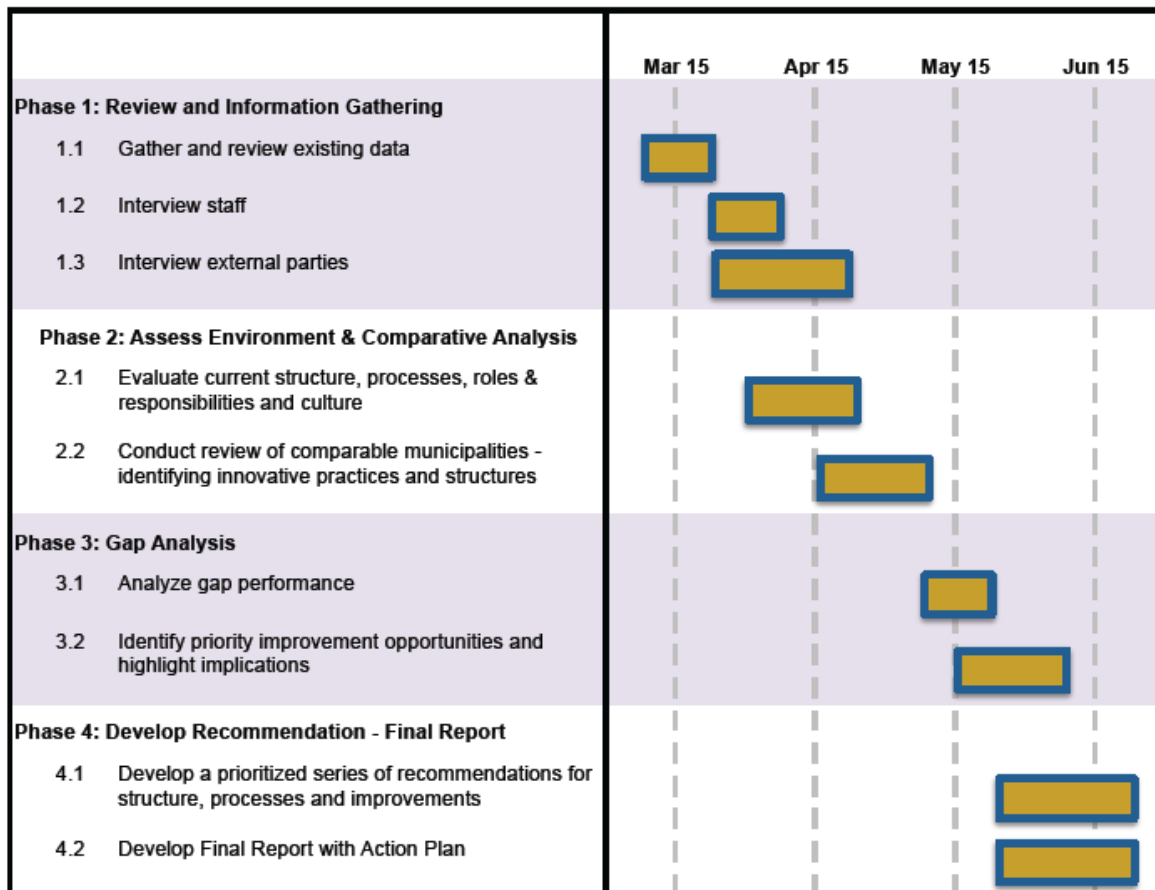 Mar 15 Apr 15 May 15 Jun 15
Phase 1: Review and Information Gathering
1.1 Gather and review existing data
1.2 Interview staff
1.3 Interview external parties
Phase 2: Assess Environment & Comparative Analysis
2.1 Evaluate current structure, processes, roles &
responsibilities and culture
2.2 Conduct review of comparable municipalities -
identifying innovative practices and structures
Phase 3: Gap Analysis
3.1 Analyze gap performance
3.2 Identify priority improvement opportunities and
highlight implications
Phase 4: Develop Recommendation - Final Report
4.1 Develop a prioritized series of recommendations for
structure, processes and improvements
4.2 Develop Final Report with Action Plan